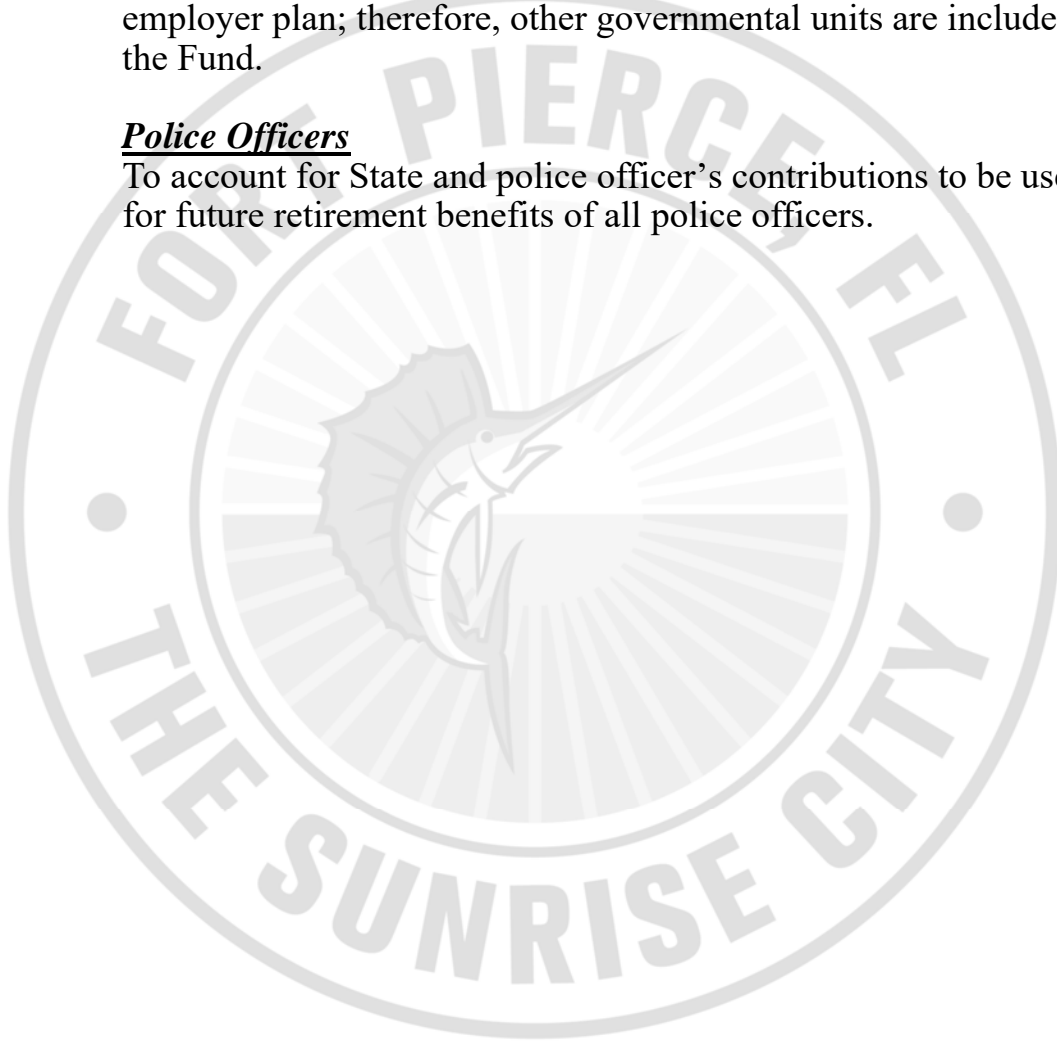 employer plan; therefore, other governmental units are include
the Fund.
Police Officers
To account for State and police officer’s contributions to be use
for future retirement benefits of all police officers.
FORT PIERCE, FL
THE SUNRISE CITY